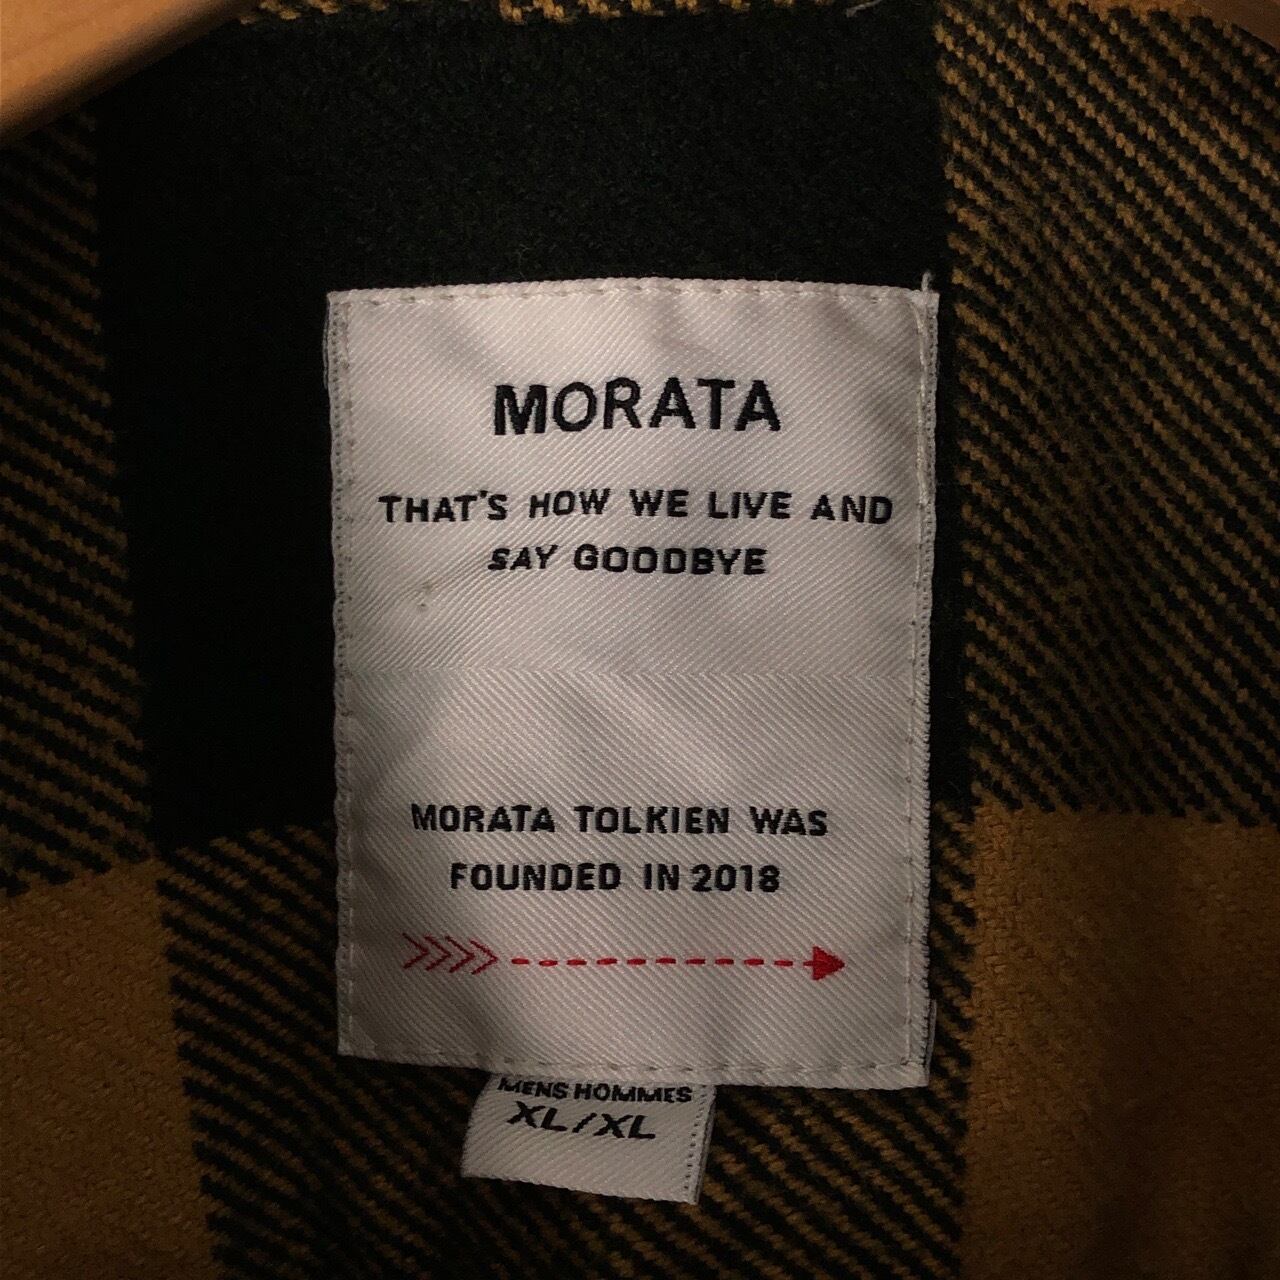 MORATA
THAT'S HOW WE LIVE AND
SAY GOODBYE
MORATA TOLKIEN WAS
FOUNDED IN 2018
MENS HOMMES
XL/XL